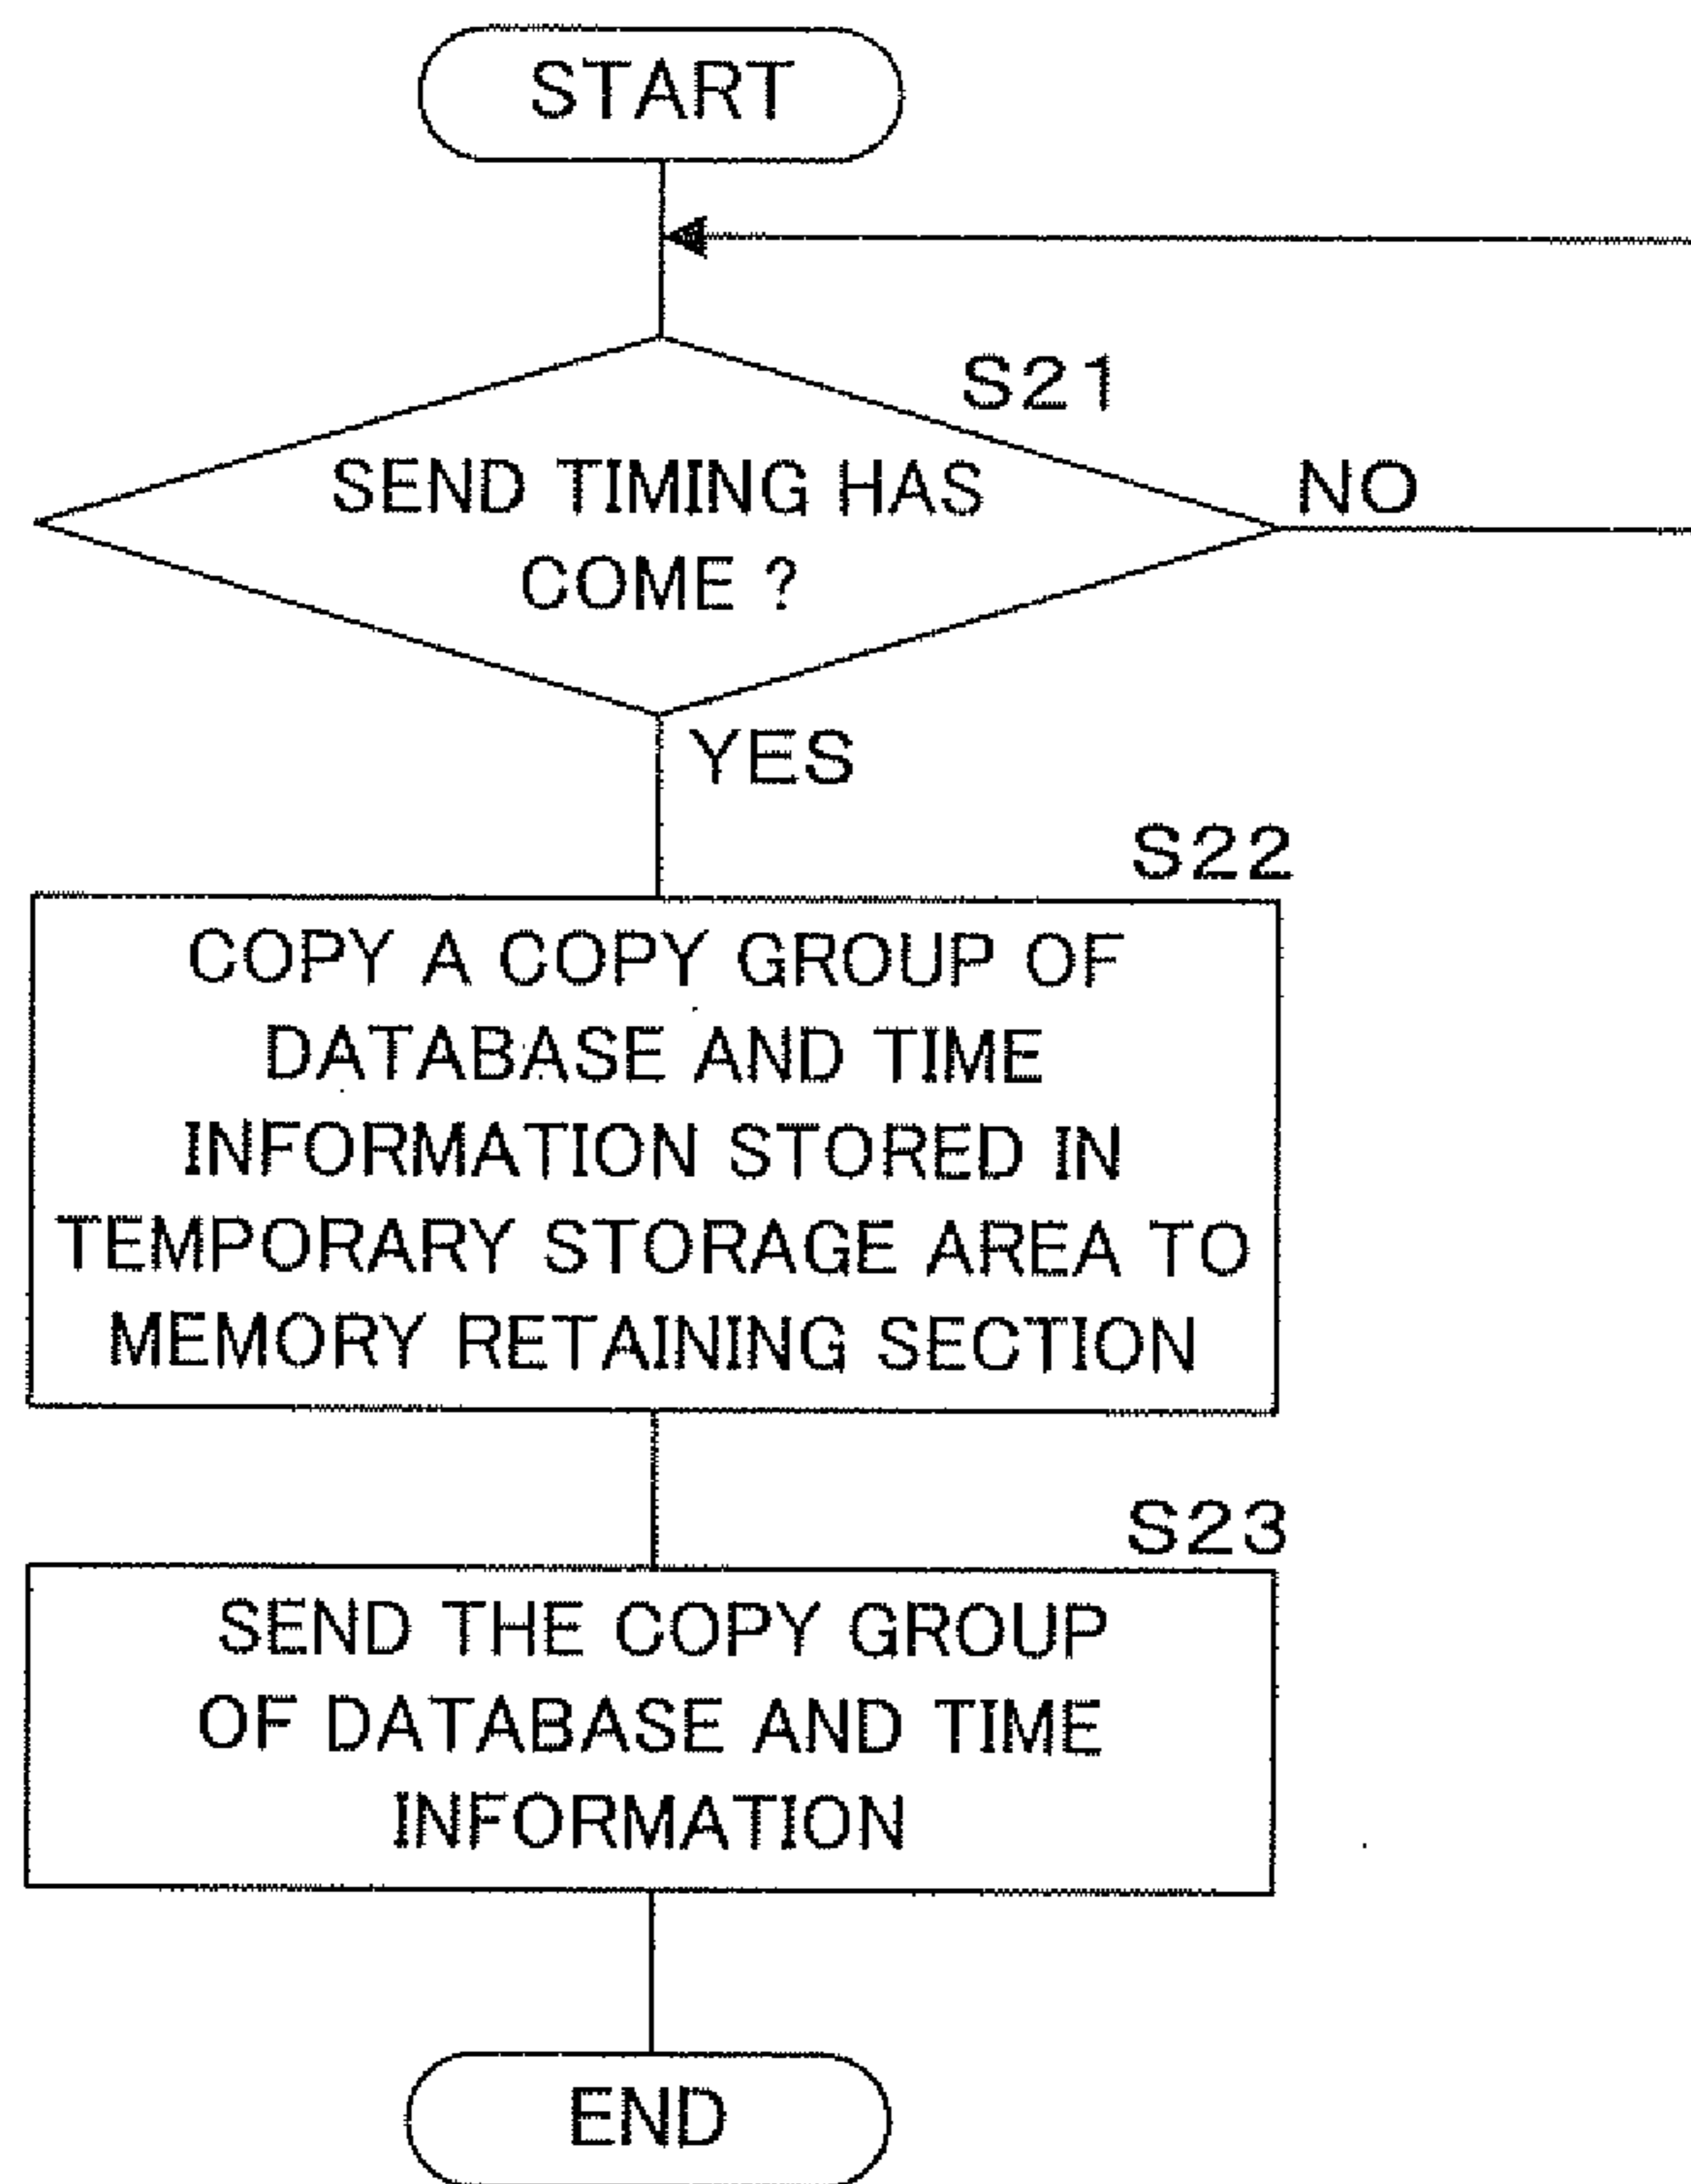 START
S21
SEND TIMING HAS
COME ?
NO
YES
S22
COPY A COPY GROUP OF
DATABASE AND TIME
INFORMATION STORED IN
TEMPORARY STORAGE AREA TO
MEMORY RETAINING SECTION
S23
SEND THE COPY GROUP
OF DATABASE AND TIME
INFORMATION
END